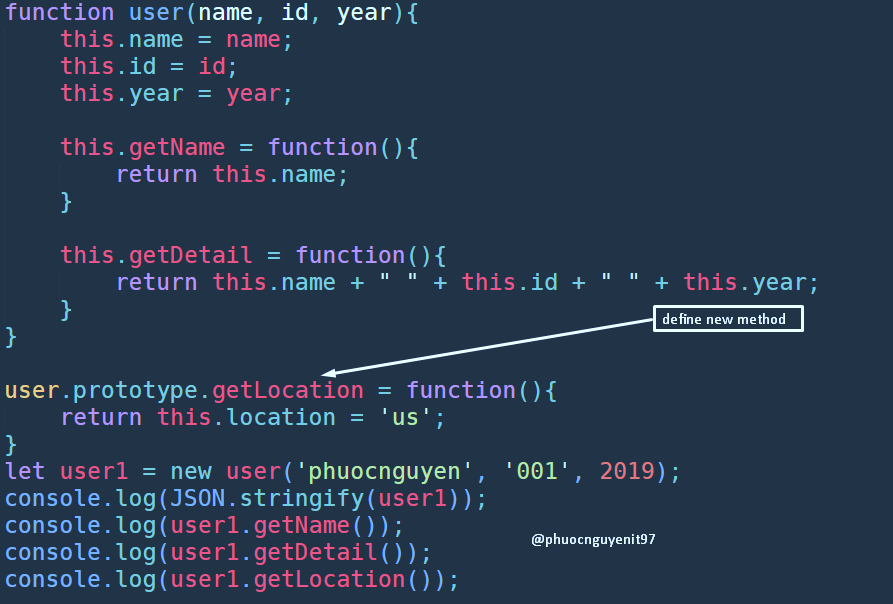 function user(name, id, year){
    this.name = name;
    this.id = id;
    this.year = year;

    this.getName = function(){
        return this.name;
    }

    this.getDetail = function(){
        return this.name + " " + this.id + " " + this.year;
    }
}
define new method

user.prototype.getLocation = function(){
    return this.location = 'us';
}
let user1 = new user('phuocnguyen', '001', 2019);
console.log(JSON.stringify(user1));
console.log(user1.getName());
console.log(user1.getDetail());
console.log(user1.getLocation());
@phuocnguyenit97